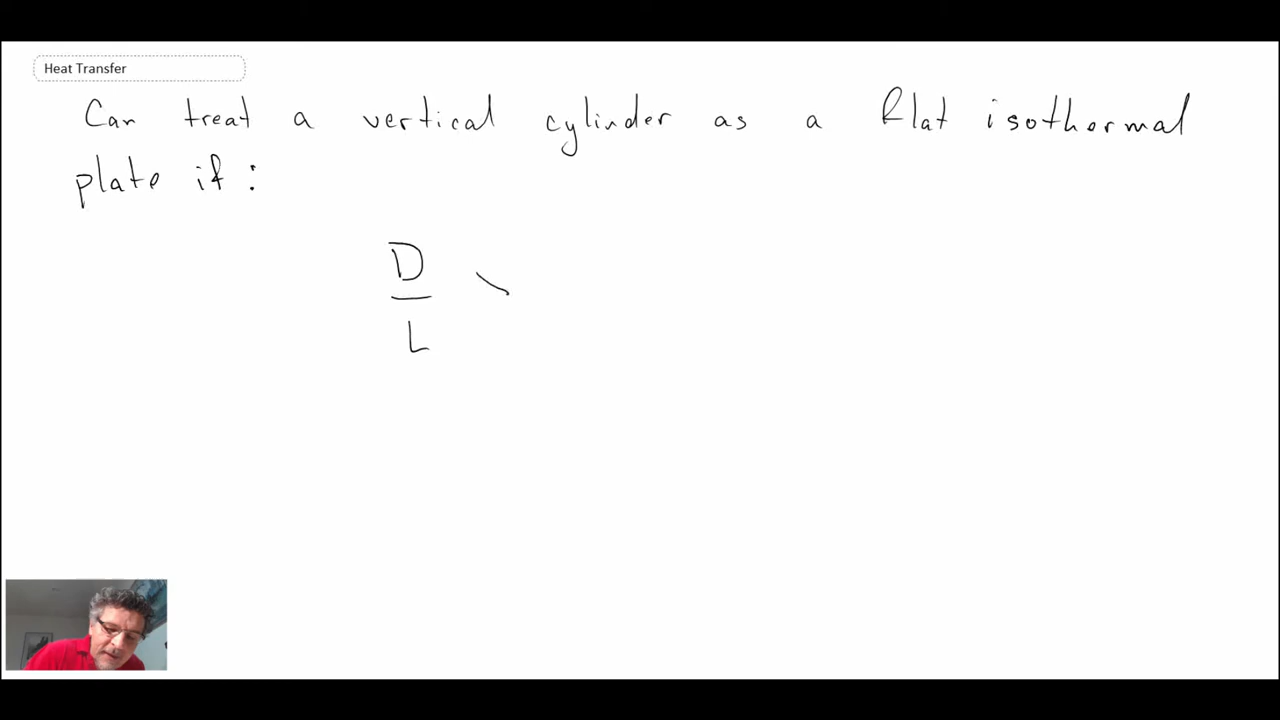 Heat Transfer
Can treat a vertical cylinder as a flat isothermal
plate if:
D
L